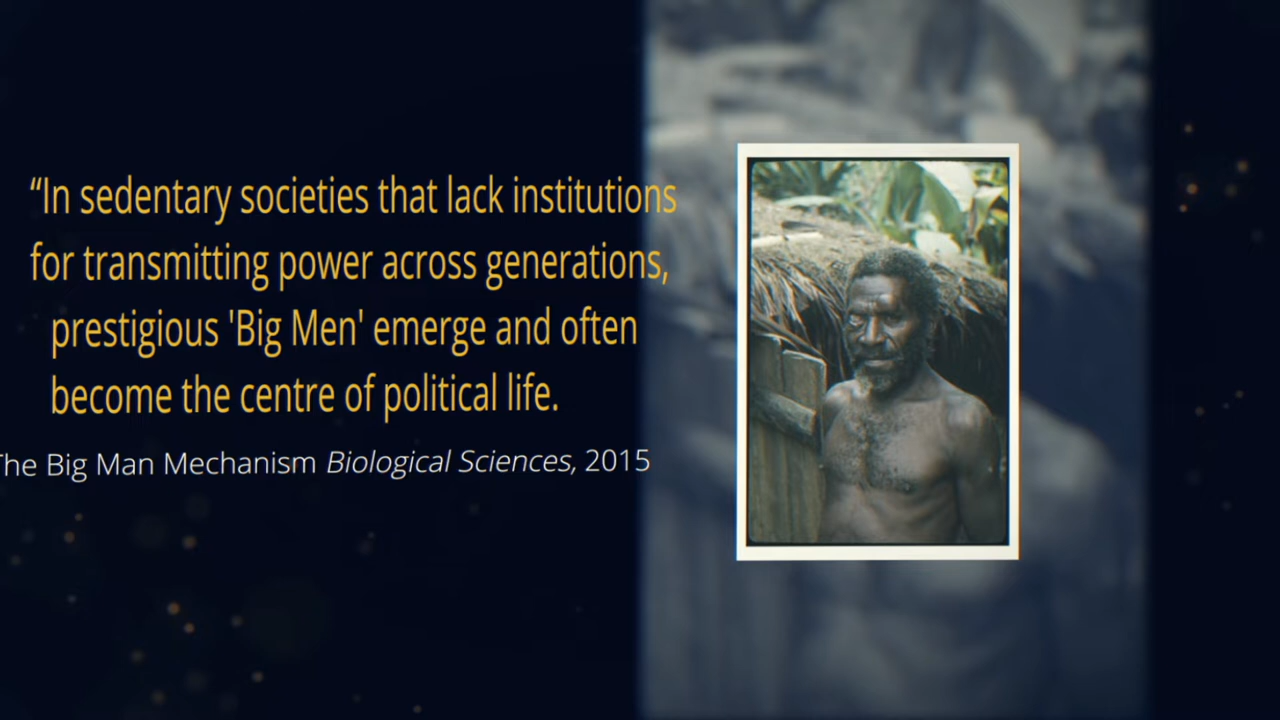 “In sedentary societies that lack institutions
for transmitting power across generations,
prestigious 'Big Men' emerge and often
become the centre of political life.
The Big Man Mechanism Biological Sciences, 2015